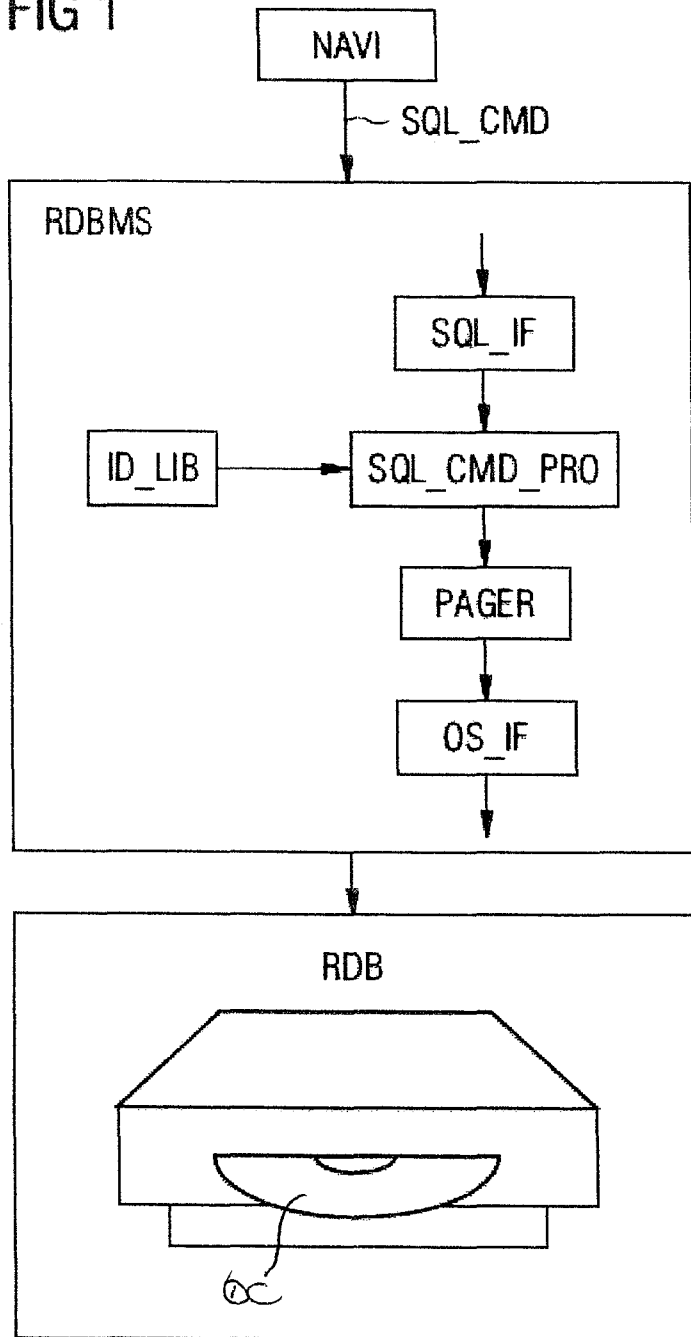 FIG 1
NAVI
SQL_CMD
RDBMS
SQL_IF
ID_LIB
SQL_CMD_PRO
PAGER
OS_IF
RDB